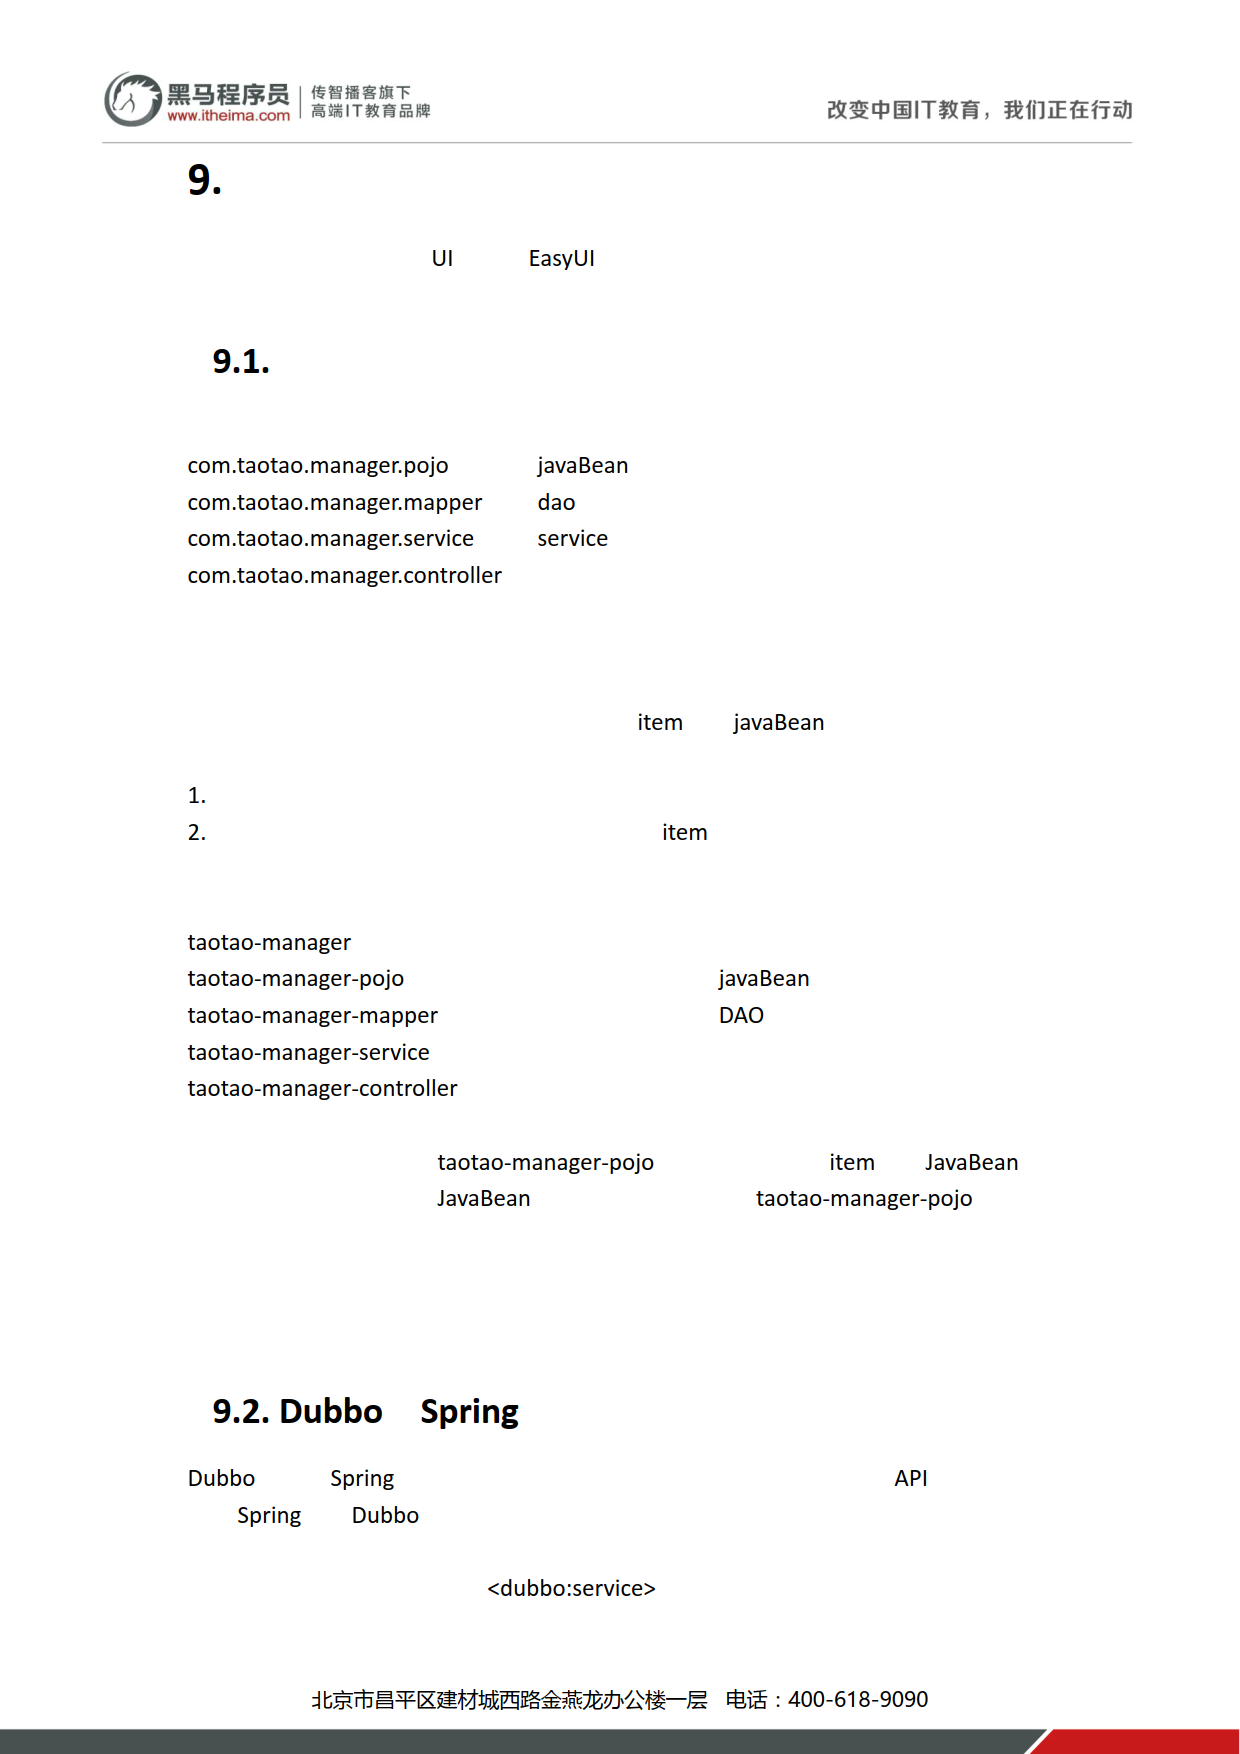 黑马程序员
www.itheima.com
传智播客旗下
高端IT教育品牌
改变中国IT教育，我们正在行动
9.
UI EasyUI
9.1.
com.taotao.manager.pojo javaBean
com.taotao.manager.mapper dao
com.taotao.manager.service service
com.taotao.manager.controller
item javaBean
1.
2. item
taotao-manager
taotao-manager-pojo javaBean
taotao-manager-mapper DAO
taotao-manager-service
taotao-manager-controller
taotao-manager-pojo item JavaBean
JavaBean taotao-manager-pojo
9.2. Dubbo Spring
Dubbo Spring API
Spring Dubbo
<dubbo:service>
北京市昌平区建材城西路金燕龙办公楼一层 电话：400-618-9090